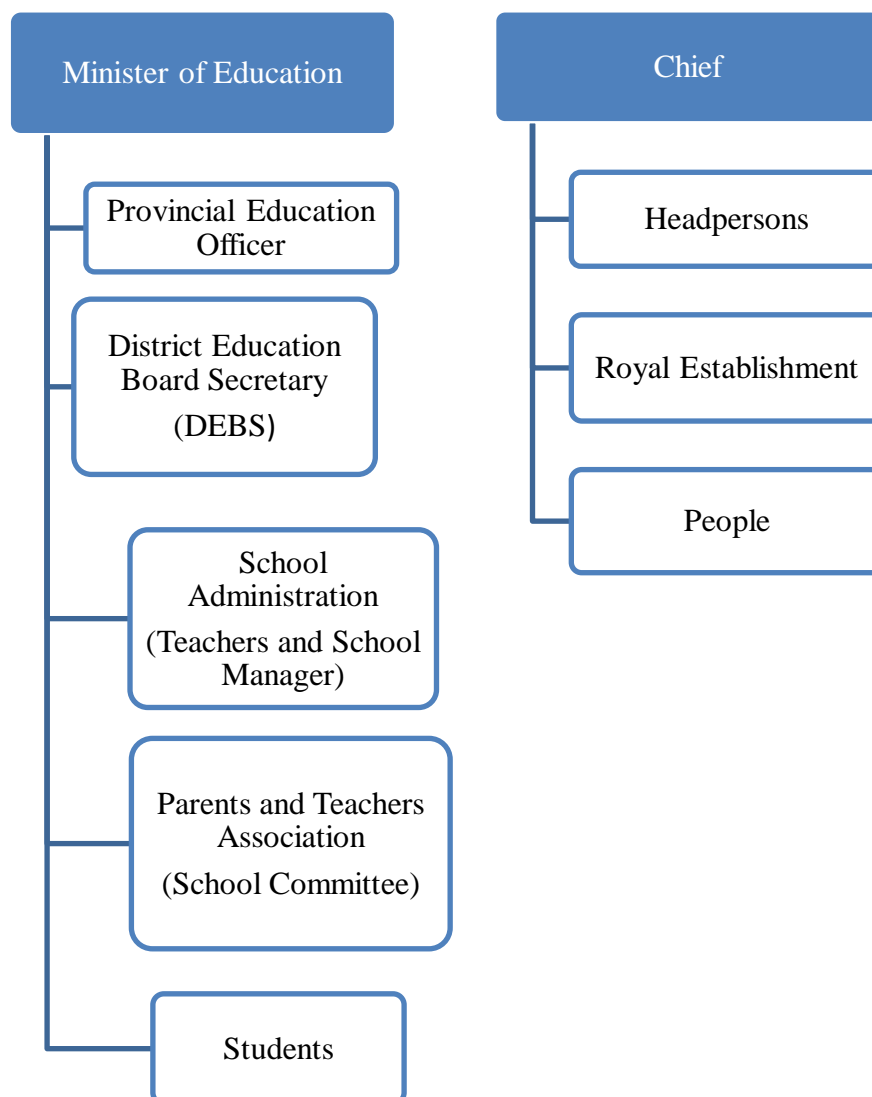 Minister of Education
Provincial Education
Officer
District Education
Board Secretary
(DEBS)
School
Administration
(Teachers and School
Manager)
Parents and Teachers
Association
(School Committee)
Students
Chief
Headpersons
Royal Establishment
People